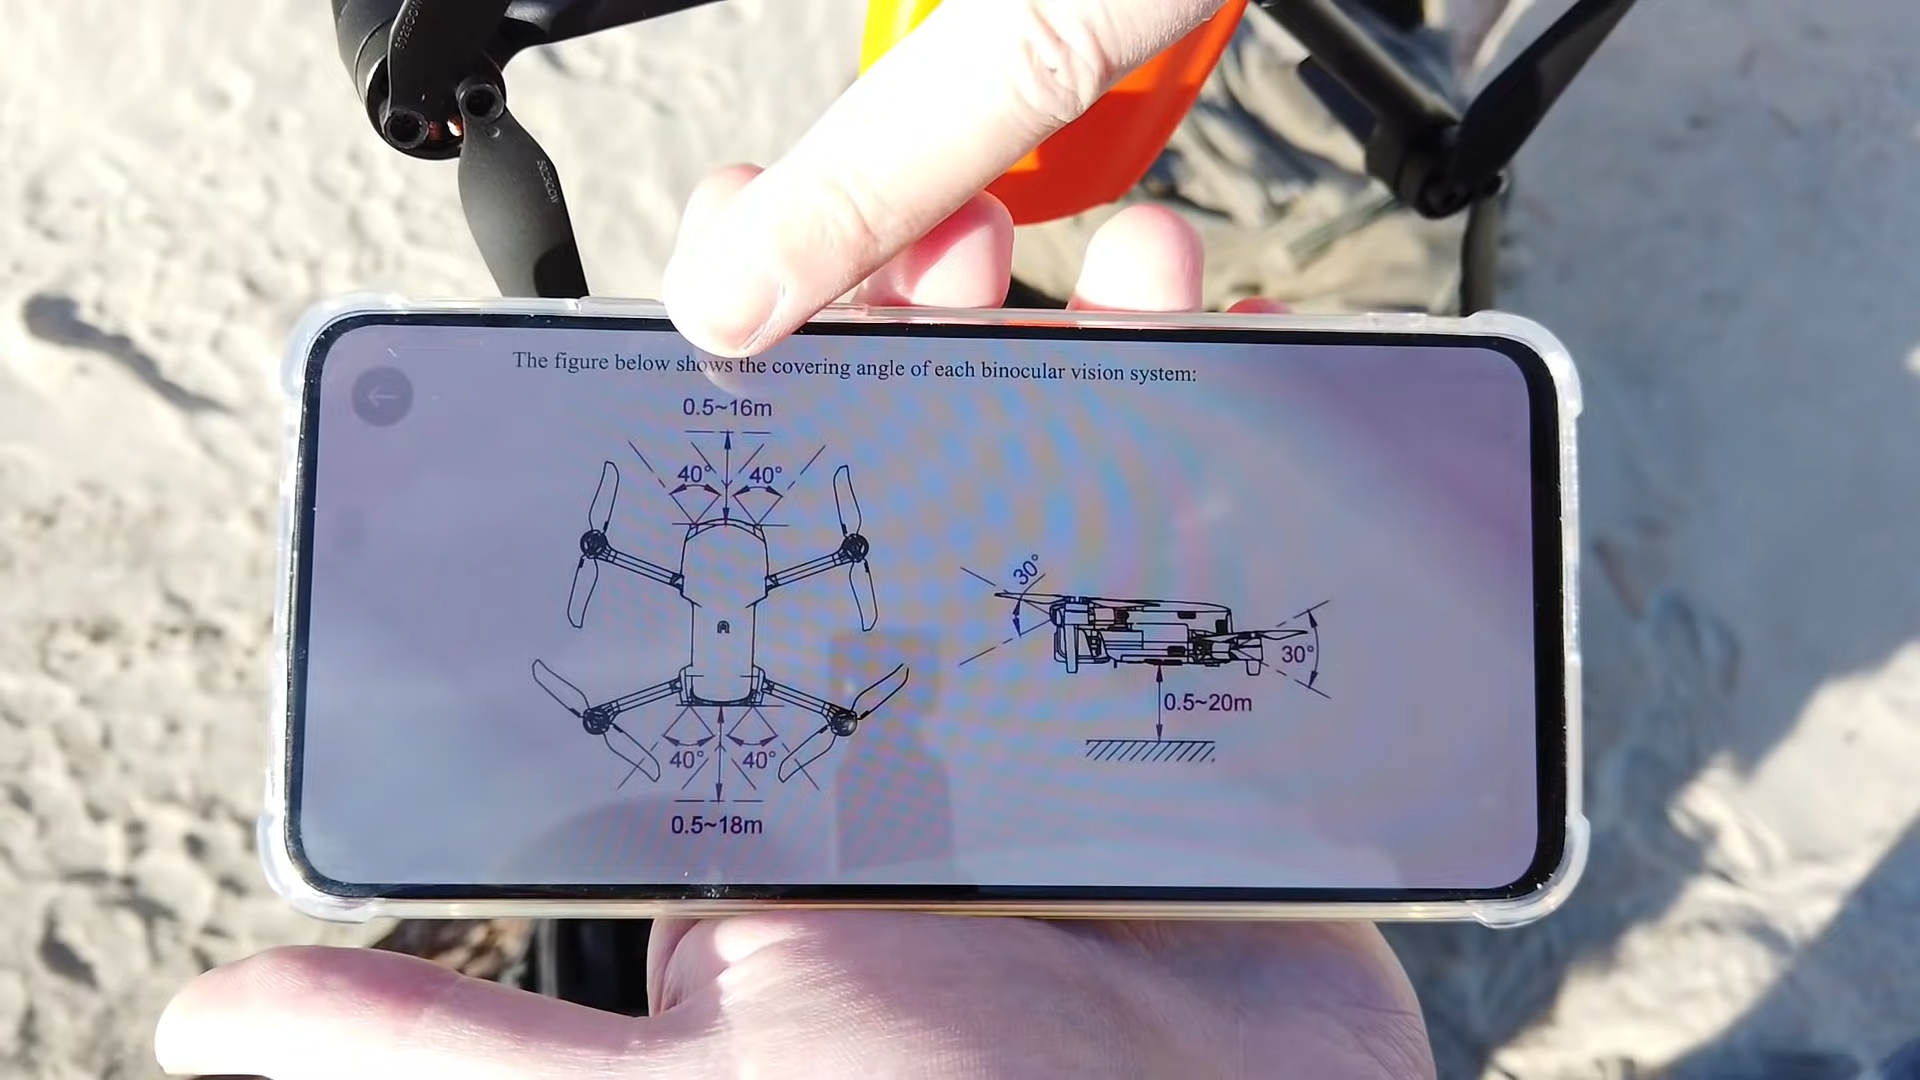 The figure below shows the covering angle of each binocular vision system:
0.5~16m
40° 40°
30°
30°
0.5~20m
40° 40°
0.5~18m